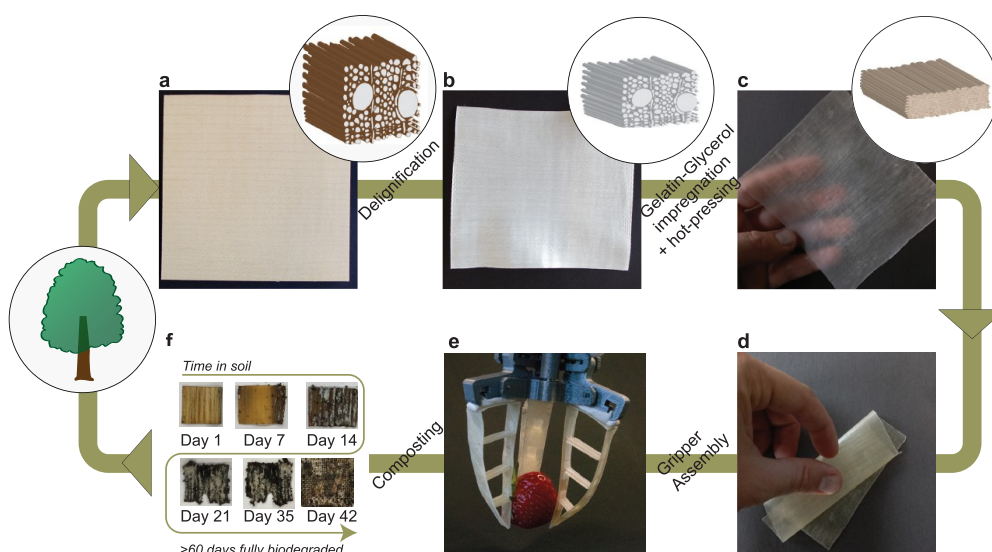 a
Delignification
b
Gelatin-Glycerol
impregnation
+ hot-pressing
c
d
Gripper
Assembly
e
Composting
f
Time in soil
Day 1
Day 7
Day 14
Day 21
Day 35
Day 42
>60 days fully biodegraded